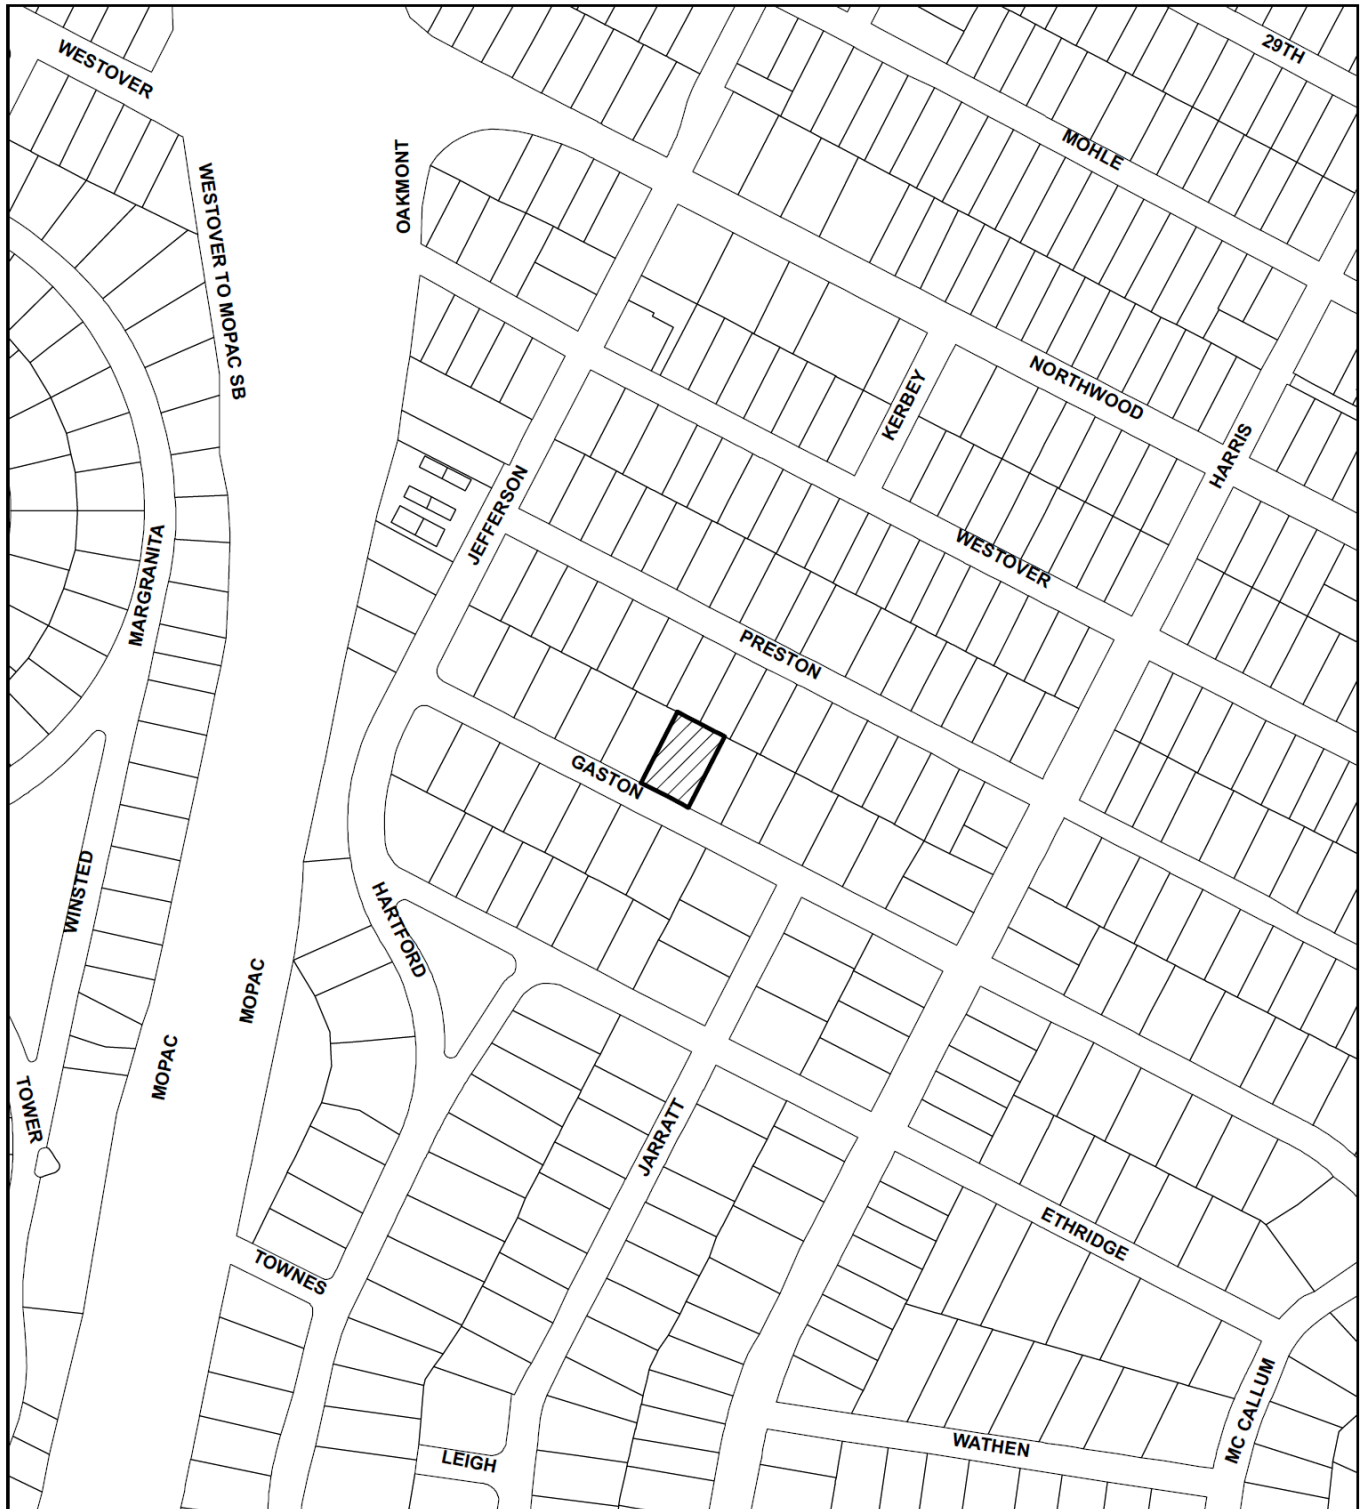 29TH
WESTOVER
MOHLE
OAKMONT
WESTOVER TO MOPAC SB
NORTHWOOD
KERBEY
HARRIS
JEFFERSON
WESTOVER
MARGRANITA
PRESTON
GASTON
WINSTED
HARTFORD
MOPAC
MOPAC
TOWER
JARRATT
ETHRIDGE
TOWNES
MC CALLUM
WATHEN
LEIGH